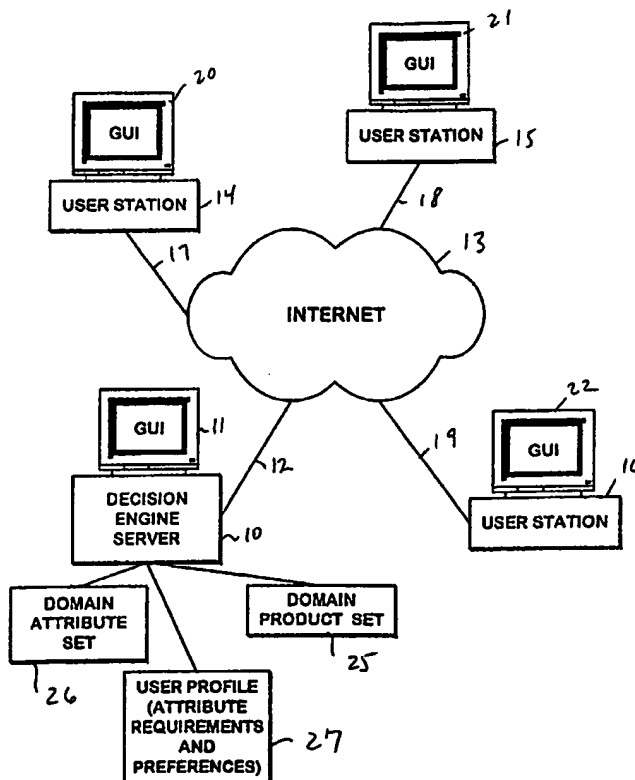 21
GUI
20
GUI
USER STATION
15
USER STATION
14
18
17
13
INTERNET
22
GUI
11
GUI
19
12
16
USER STATION
DECISION
ENGINE
SERVER
10
DOMAIN
ATTRIBUTE
SET
DOMAIN
PRODUCT SET
25
26
USER PROFILE
(ATTRIBUTE
REQUIREMENTS
AND
PREFERENCES)
27